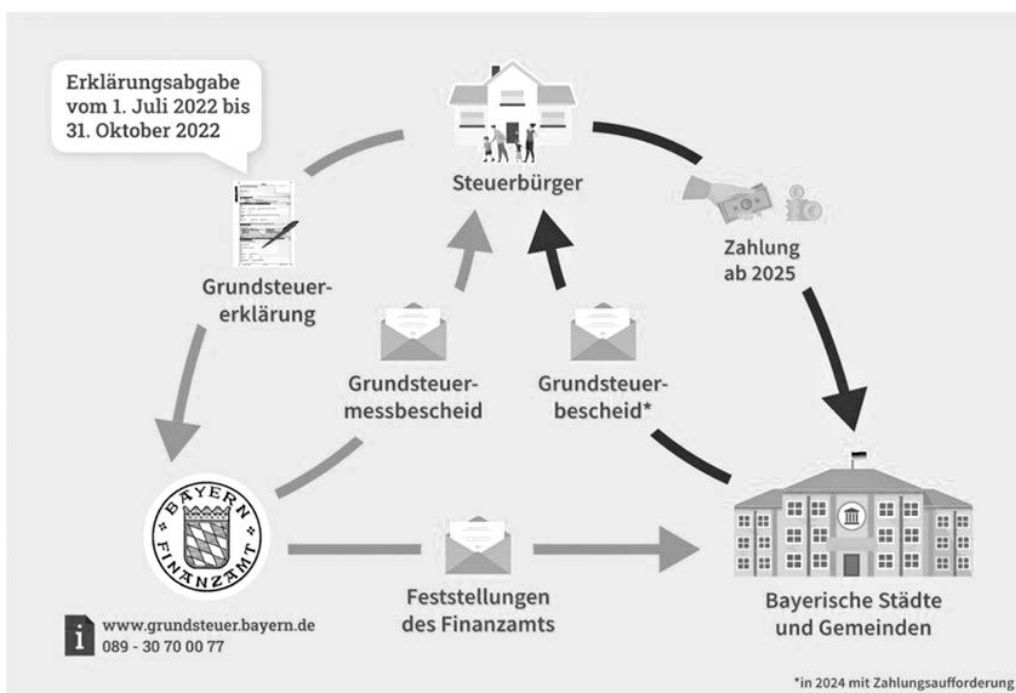 Erklärungsabgabe
vom 1. Juli 2022 bis
31. Oktober 2022
Steuerbürger
Zahlung
ab 2025
Grundsteuer-
erklärung
Grundsteuer-
messbescheid
Grundsteuer-
bescheid*
BAYERN
FINANZAMT
Feststellungen
des Finanzamts
Bayerische Städte
und Gemeinden
i
www.grundsteuer.bayern.de
089 - 30 70 00 77
*in 2024 mit Zahlungsaufforderung